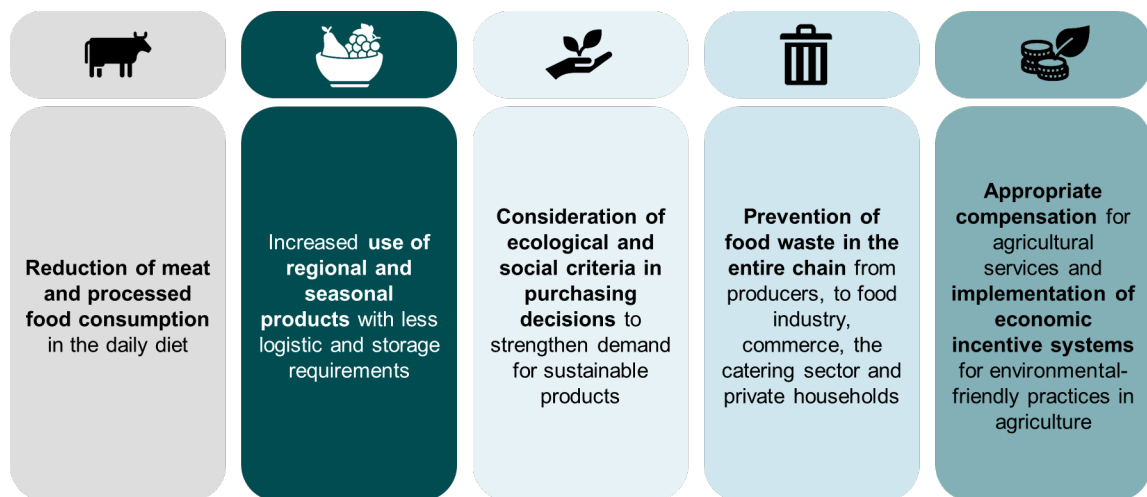 Reduction of meat
and processed
food consumption
in the daily diet
Increased use of
regional and
seasonal
products with less
logistic and storage
requirements
Consideration of
ecological and
social criteria in
purchasing
decisions to
strengthen demand
for sustainable
products
Prevention of
food waste in the
entire chain from
producers, to food
industry,
commerce, the
catering sector and
private households
Appropriate
compensation for
agricultural
services and
implementation of
economic
incentive systems
for environmental-
friendly practices in
agriculture